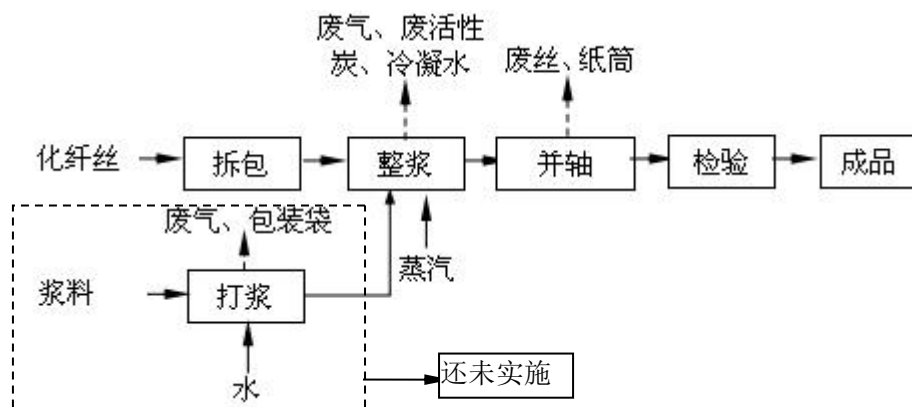 废气、废活性
炭、冷凝水
废丝、纸筒
化纤丝
拆包
整浆
并轴
检验
成品
废气、包装袋
蒸汽
浆料
打浆
水
还未实施